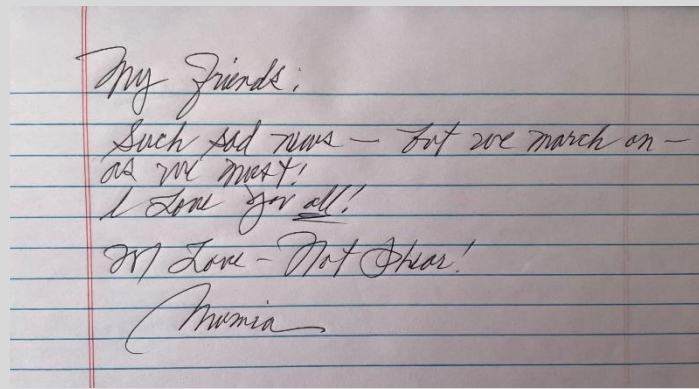 My Friends:
Such sad news — but we march on —
as we must!
I Love you all!
In Love - Not Phear!
Mumia